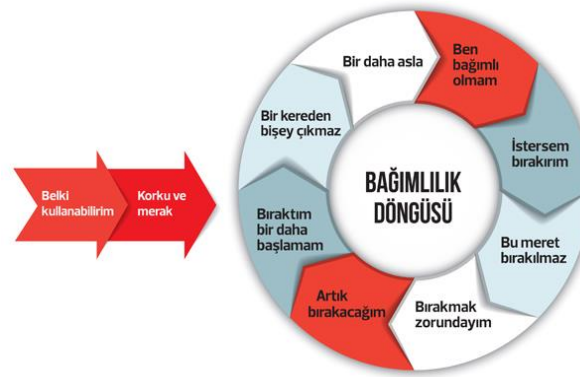 Belki
kullanabilirim
Korku ve
merak
Bir kereden
bişey çıkmaz
Bir daha asla
Ben
bağımlı
olmam
İstersem
bırakırım
Bu meret
bırakılmaz
Bırakmak
zorundayım
Artık
bırakacağım
Bıraktım
bir daha
başlamam
BAĞIMLILIK
DÖNGÜSÜ